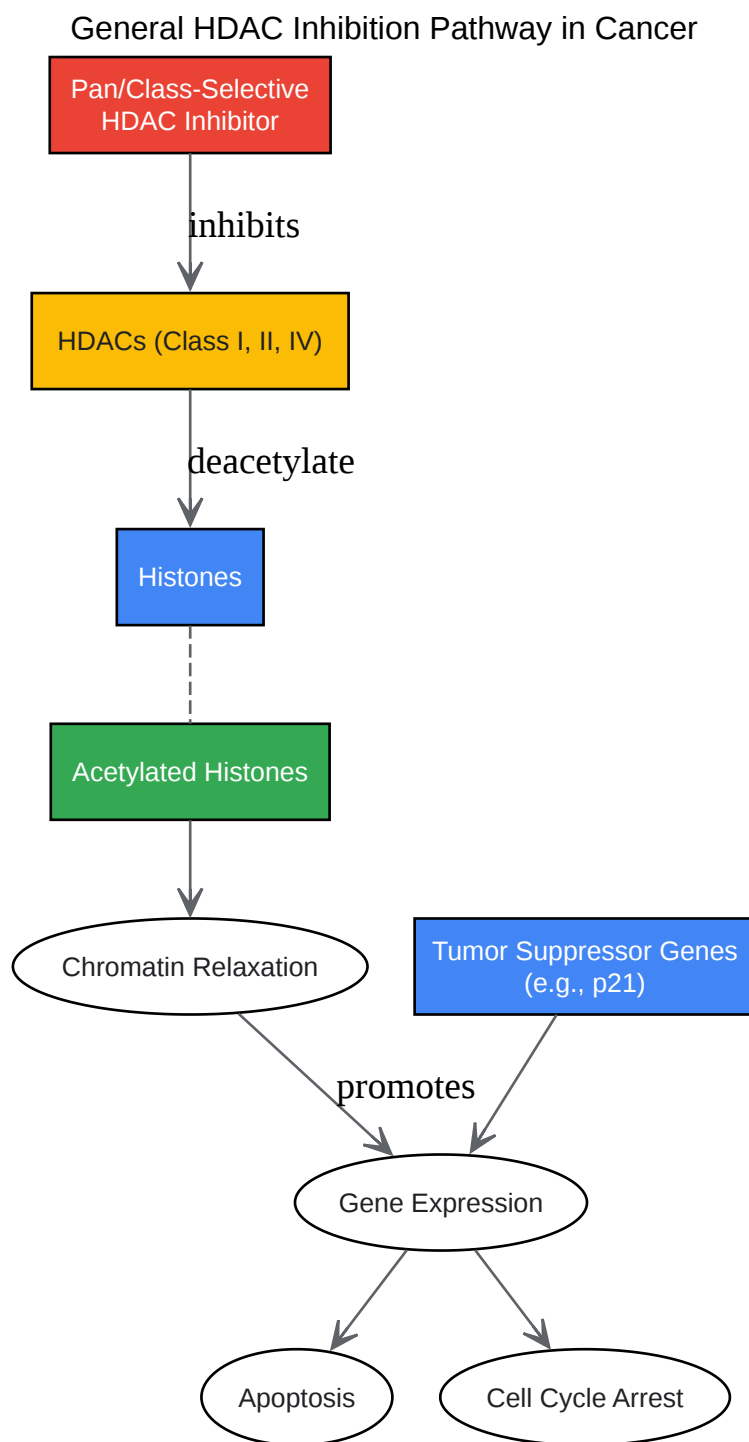 General HDAC Inhibition Pathway in Cancer
Pan/Class-Selective
HDAC Inhibitor
inhibits
HDACs (Class I, II, IV)
deacetylate
Histones
Acetylated Histones
Chromatin Relaxation
Tumor Suppressor Genes
(e.g., p21)
promotes
Gene Expression
Apoptosis
Cell Cycle Arrest